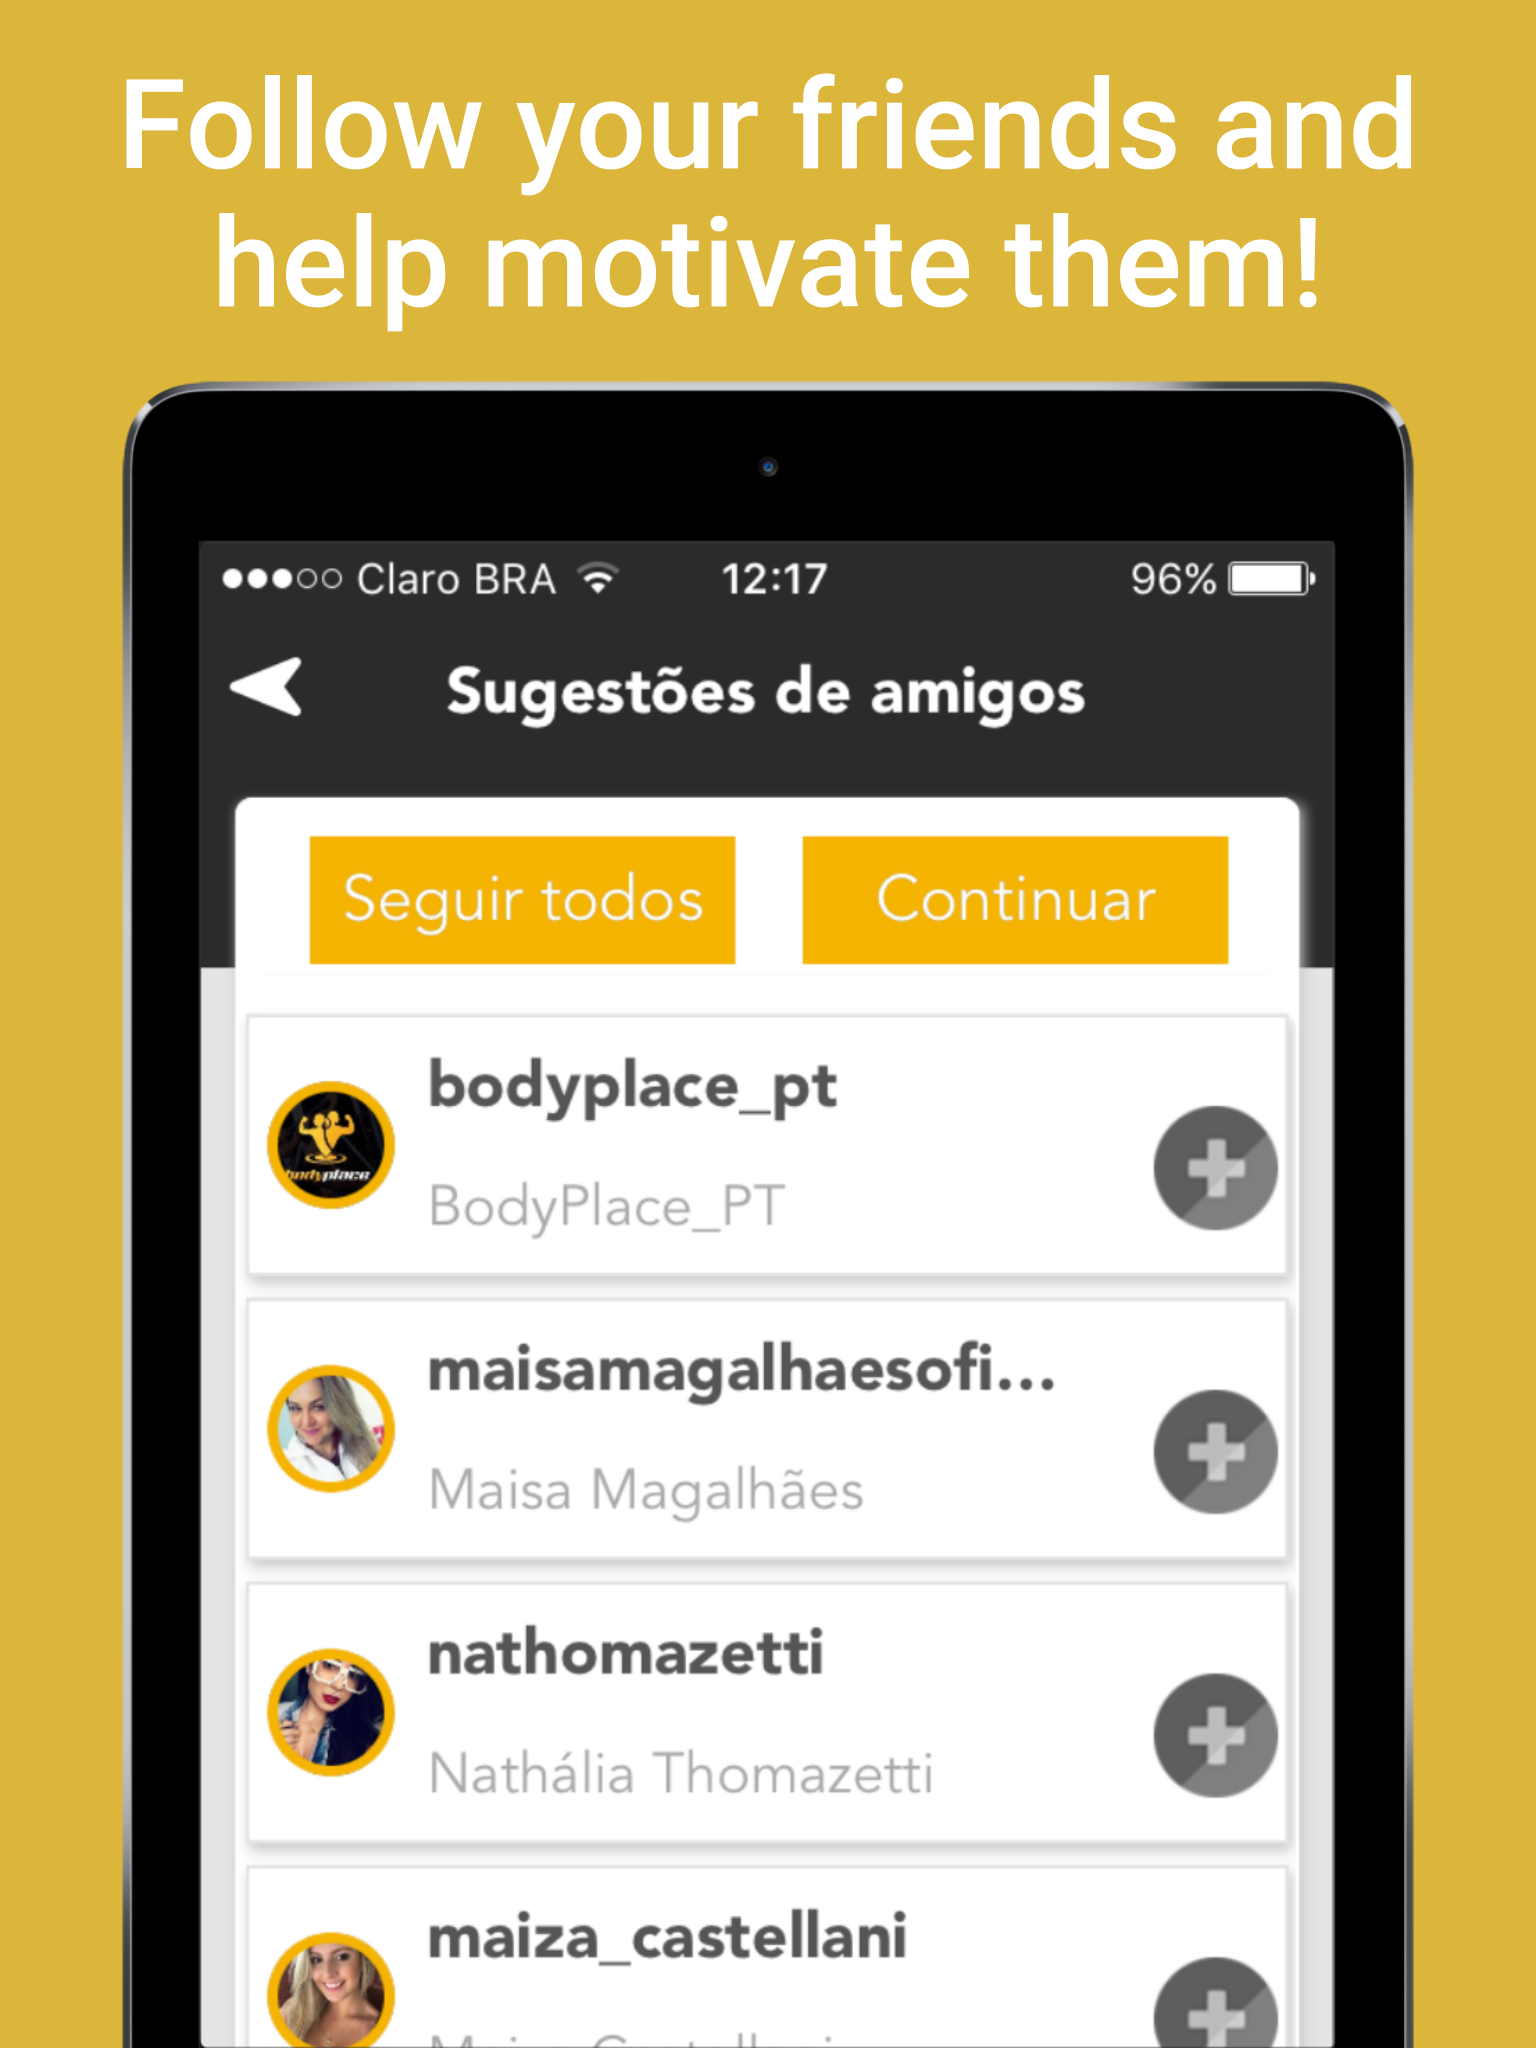 Follow your friends and
help motivate them!
Claro BRA 12:17 96%
Sugestões de amigos
Seguir todos Continuar
bodyplace_pt
bodyplace
BodyPlace_PT
maisamagalhaesofi...
Maisa Magalhães
nathomazetti
Nathália Thomazetti
maiza_castellani